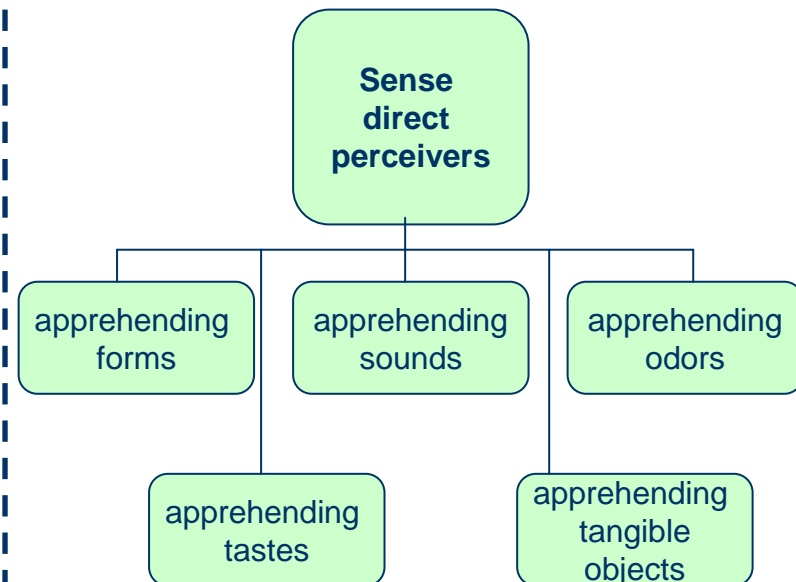 Sense
direct
perceivers
apprehending
forms
apprehending
sounds
apprehending
odors
apprehending
tastes
apprehending
tangible
objects